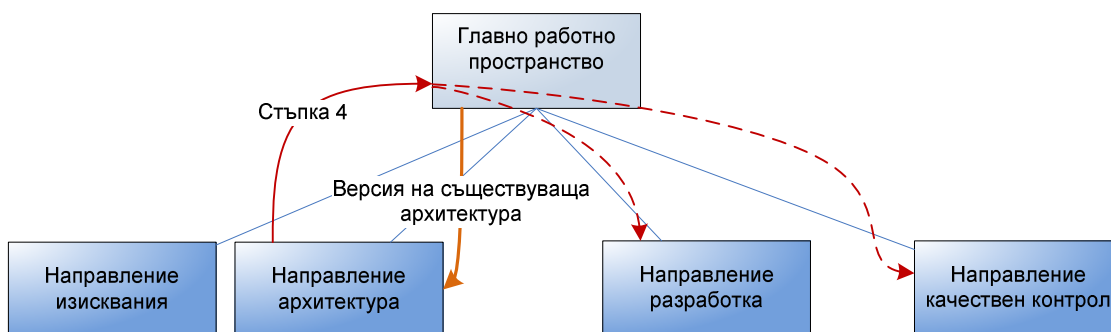 Главно работно
пространство
Стъпка 4
Версия на съществуваща
архитектура
Направление
изисквания
Направление
архитектура
Направление
разработка
Направление
качествен контрол